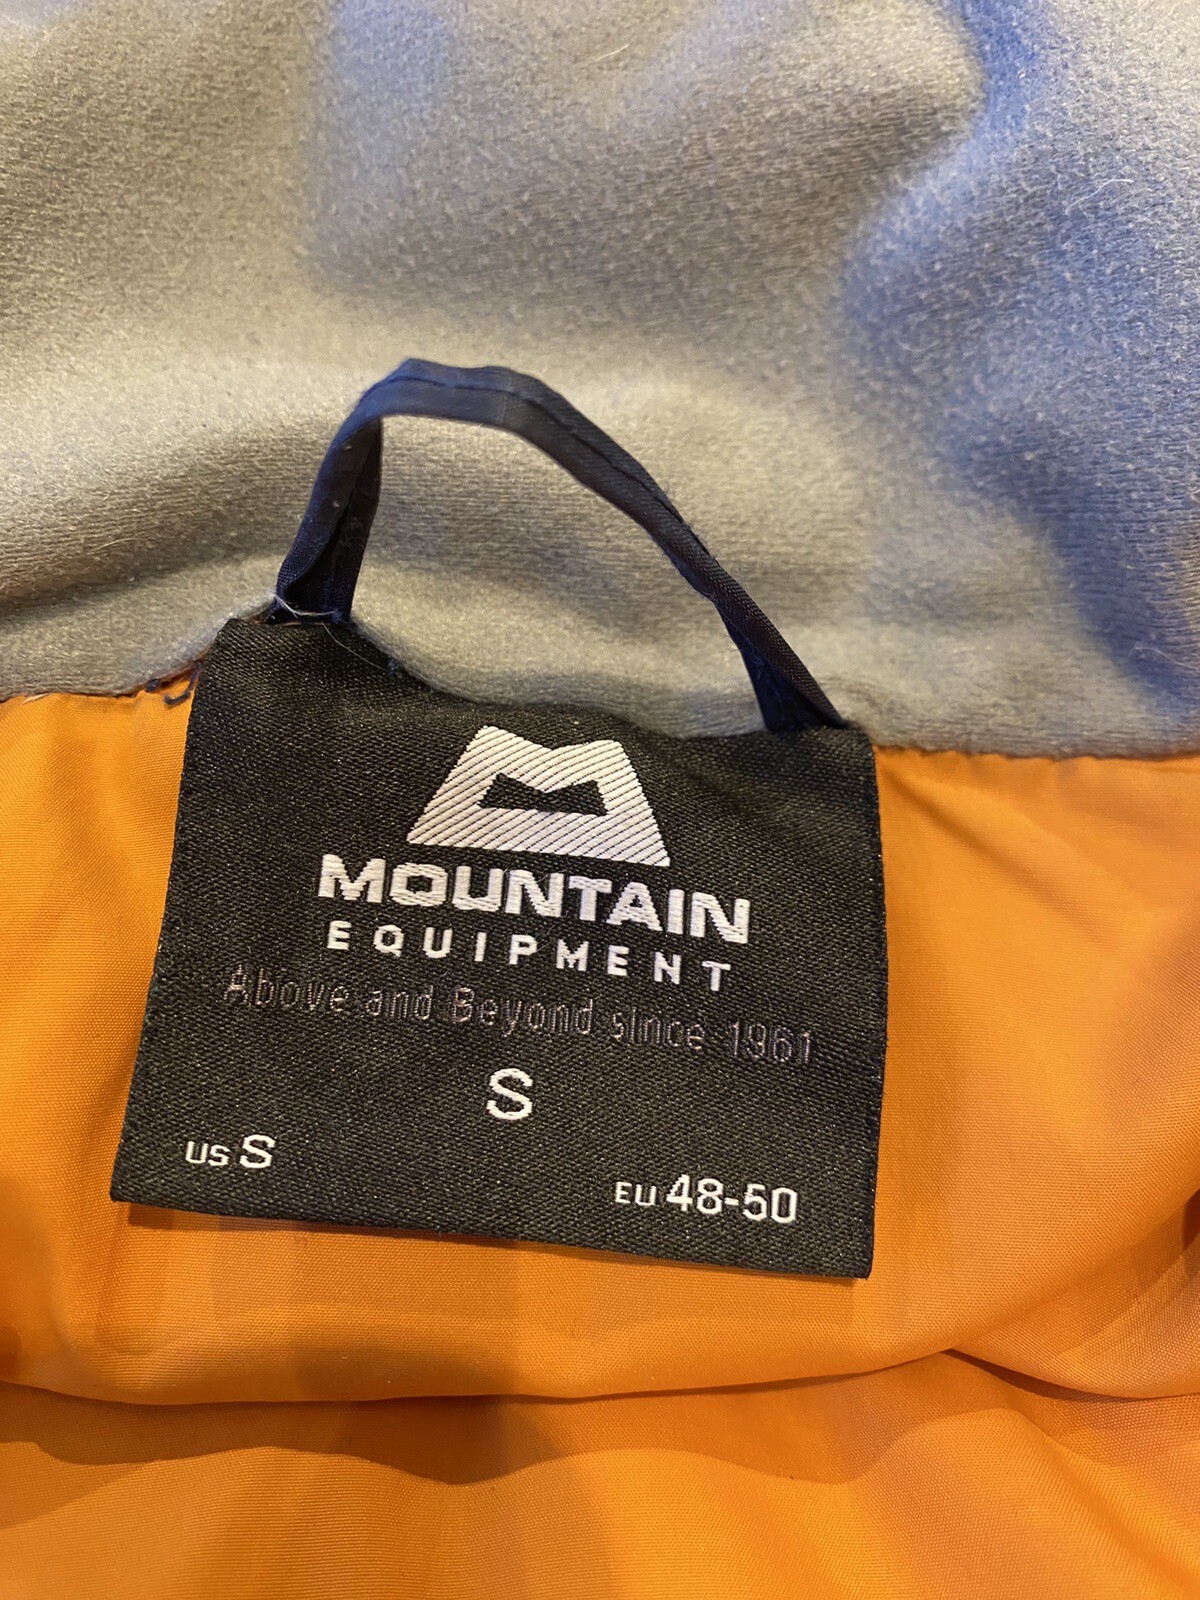 MOUNTAIN
EQUIPMENT
Above and Beyond since 1961
S
US S
EU 48-50